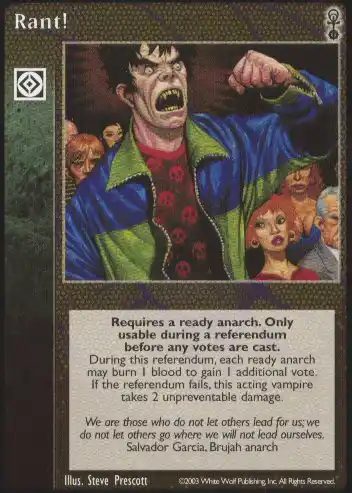 Rant!
Requires a ready anarch. Only
usable during a referendum
before any votes are cast.
During this referendum, each ready anarch
may burn 1 blood to gain 1 additional vote.
If the referendum fails, this acting vampire
takes 2 unpreventable damage.
We are those who do not let others lead for us; we
do not let others go where we will not lead ourselves.
Salvador Garcia, Brujah anarch
Illus. Steve Prescott
©2003 White Wolf Publishing, Inc. All Rights Reserved.